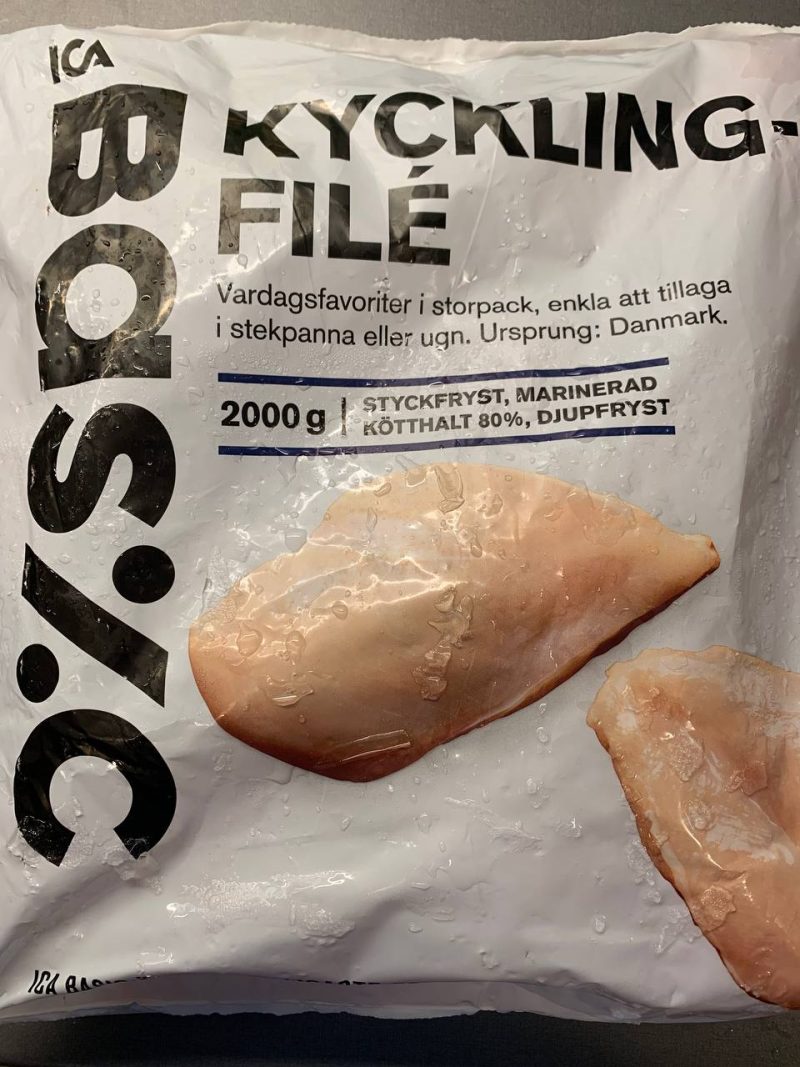 ICA
BASIC
KYCKLING-
FILÉ
Vardagsfavoriter i storpack, enkla att tillaga
i stekpanna eller ugn. Ursprung: Danmark.
2000 g
STYCKFRYST, MARINERAD
KÖTTHALT 80%, DJUPFRYST
ICA